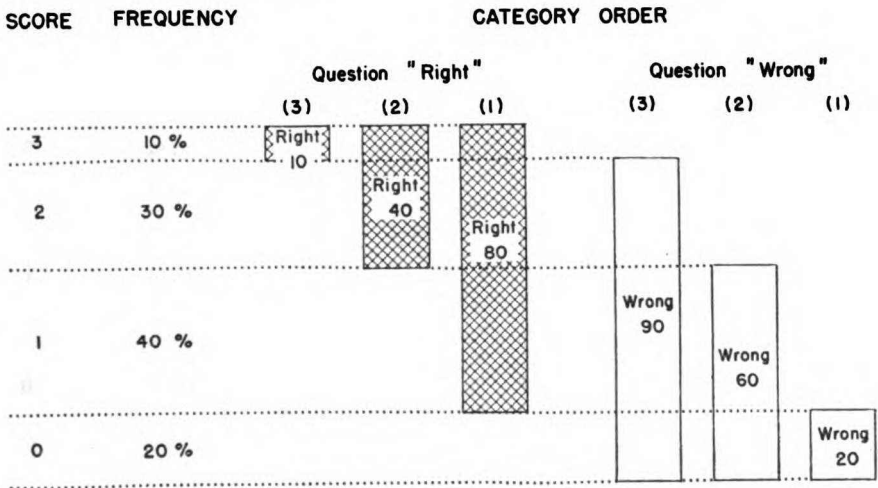 SCORE FREQUENCY CATEGORY ORDER
Question "Right" Question "Wrong"
(3) (2) (1) (3) (2) (1)
3 10 % Right
10
Right
2 30 % 40
Right
80
Wrong
1 40 % 90
Wrong
60
Wrong
0 20 % 20